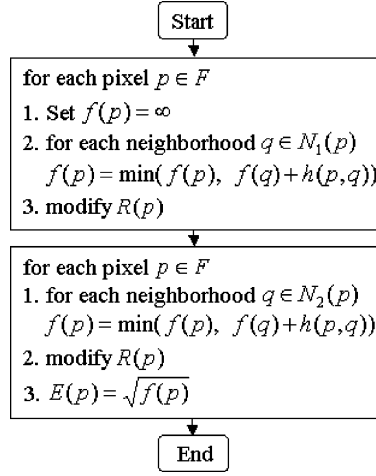 Start
for each pixel p ∈ F
1. Set f(p) = ∞
2. for each neighborhood q ∈ N₁(p)
f(p) = min( f(p), f(q) + h(p,q))
3. modify R(p)
for each pixel p ∈ F
1. for each neighborhood q ∈ N₂(p)
f(p) = min( f(p), f(q) + h(p,q))
2. modify R(p)
3. E(p) = √f(p)
End